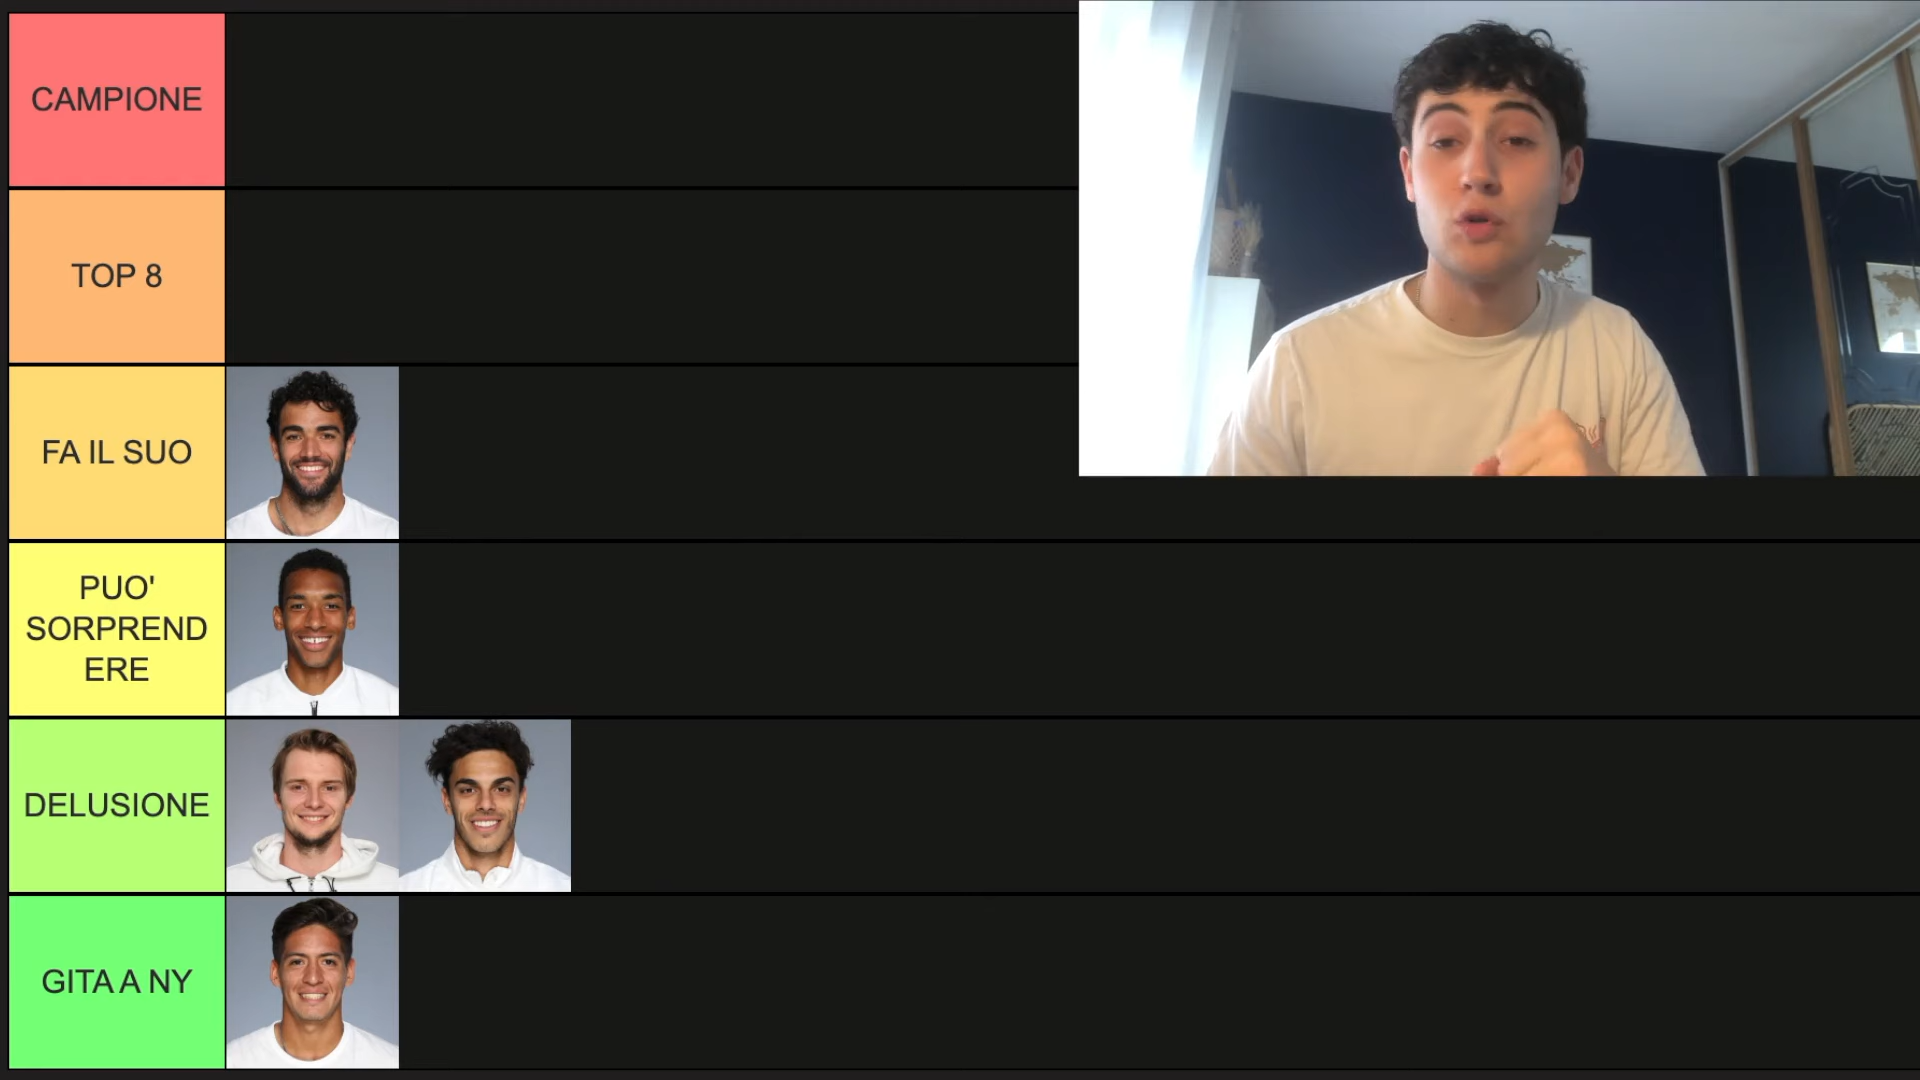 CAMPIONE
TOP 8
FA IL SUO
PUO'
SORPREND
ERE
DELUSIONE
GITA A NY